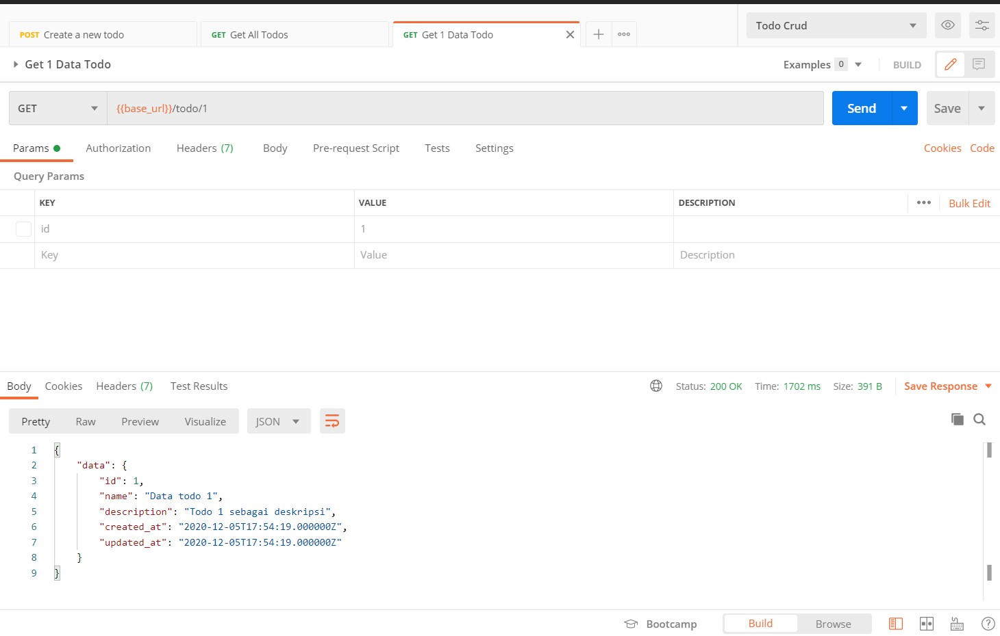 POST Create a new todo
GET Get All Todos
GET Get 1 Data Todo
Todo Crud
Get 1 Data Todo
Examples 0
BUILD
GET
{{base_url}}/todo/1
Send
Save
Params
Authorization
Headers (7)
Body
Pre-request Script
Tests
Settings
Cookies
Code
Query Params
KEY
VALUE
DESCRIPTION
Bulk Edit
id
1
Key
Value
Description
Body
Cookies
Headers (7)
Test Results
Status: 200 OK
Time: 1702 ms
Size: 391 B
Save Response
Pretty
Raw
Preview
Visualize
JSON
1 {
2 "data": {
3 "id": 1,
4 "name": "Data todo 1",
5 "description": "Todo 1 sebagai deskripsi",
6 "created_at": "2020-12-05T17:54:19.000000Z",
7 "updated_at": "2020-12-05T17:54:19.000000Z"
8 }
9 }
Bootcamp
Build
Browse